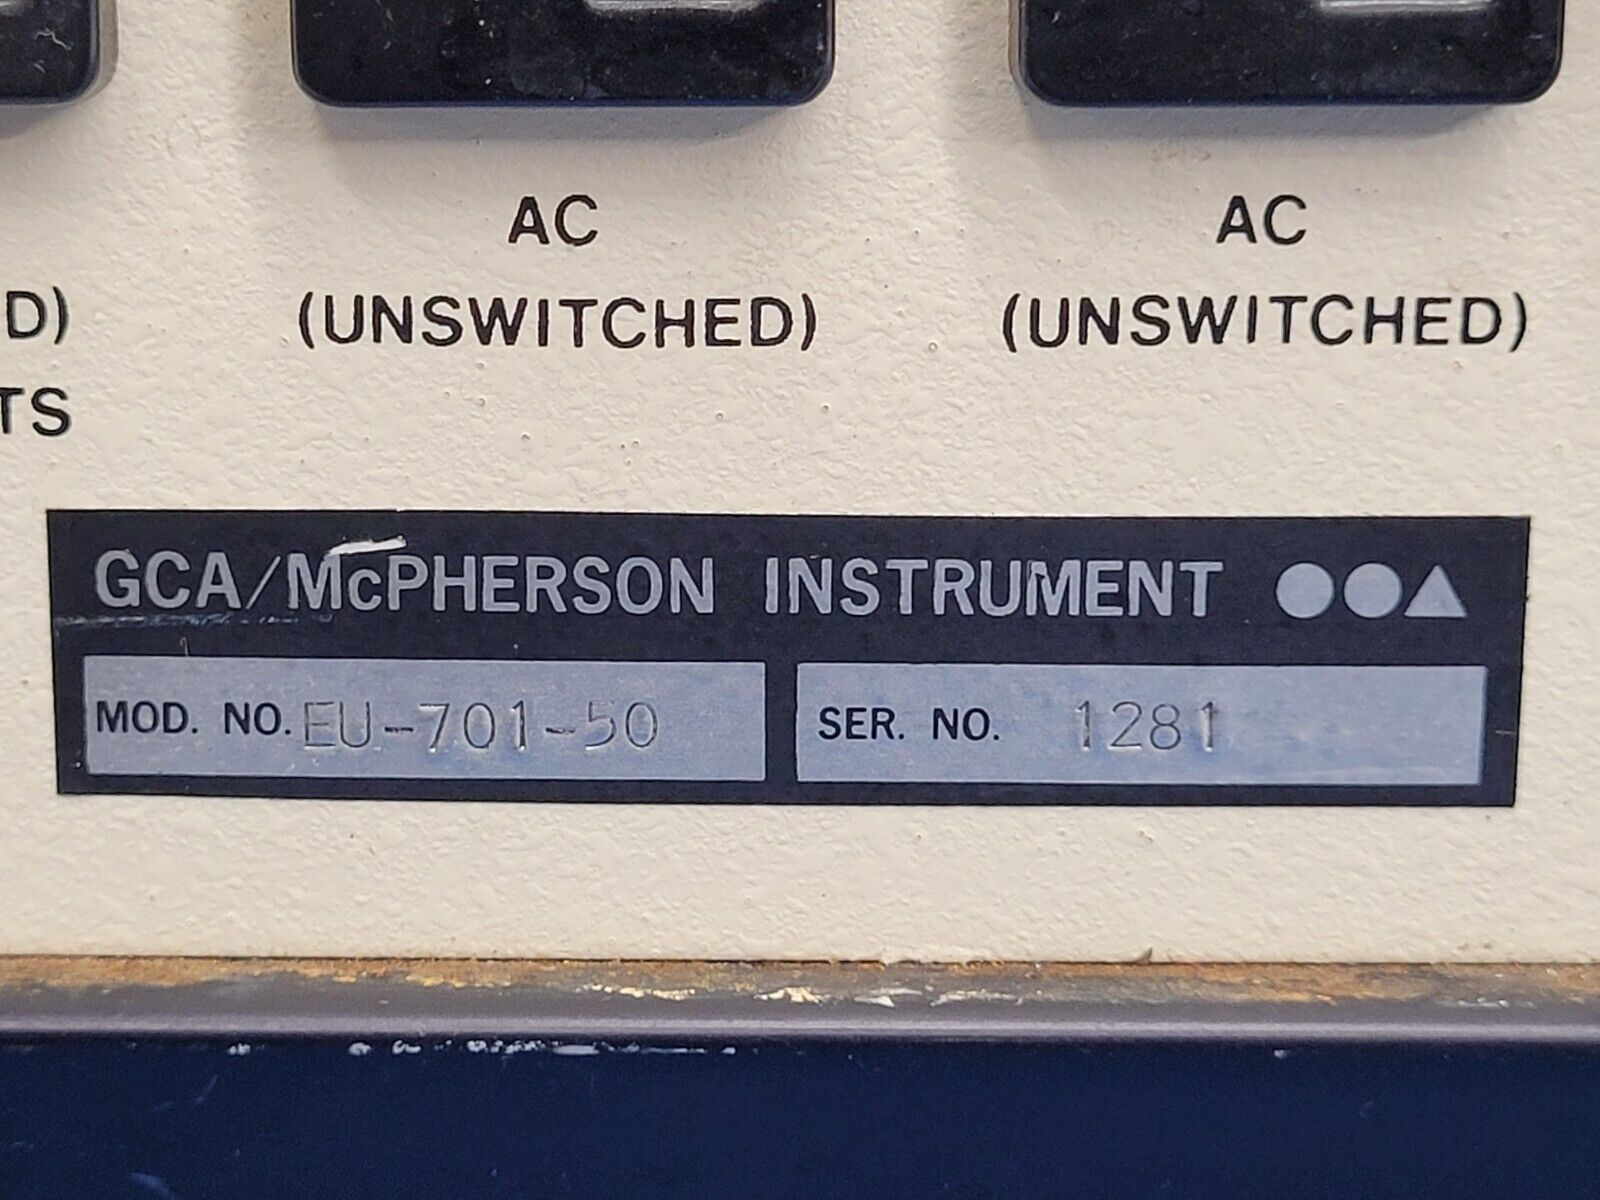 AC
AC
D)
(UNSWITCHED)
(UNSWITCHED)
TS
GCA/McPHERSON INSTRUMENT
MOD. NO. EU-701-50
SER. NO. 1281